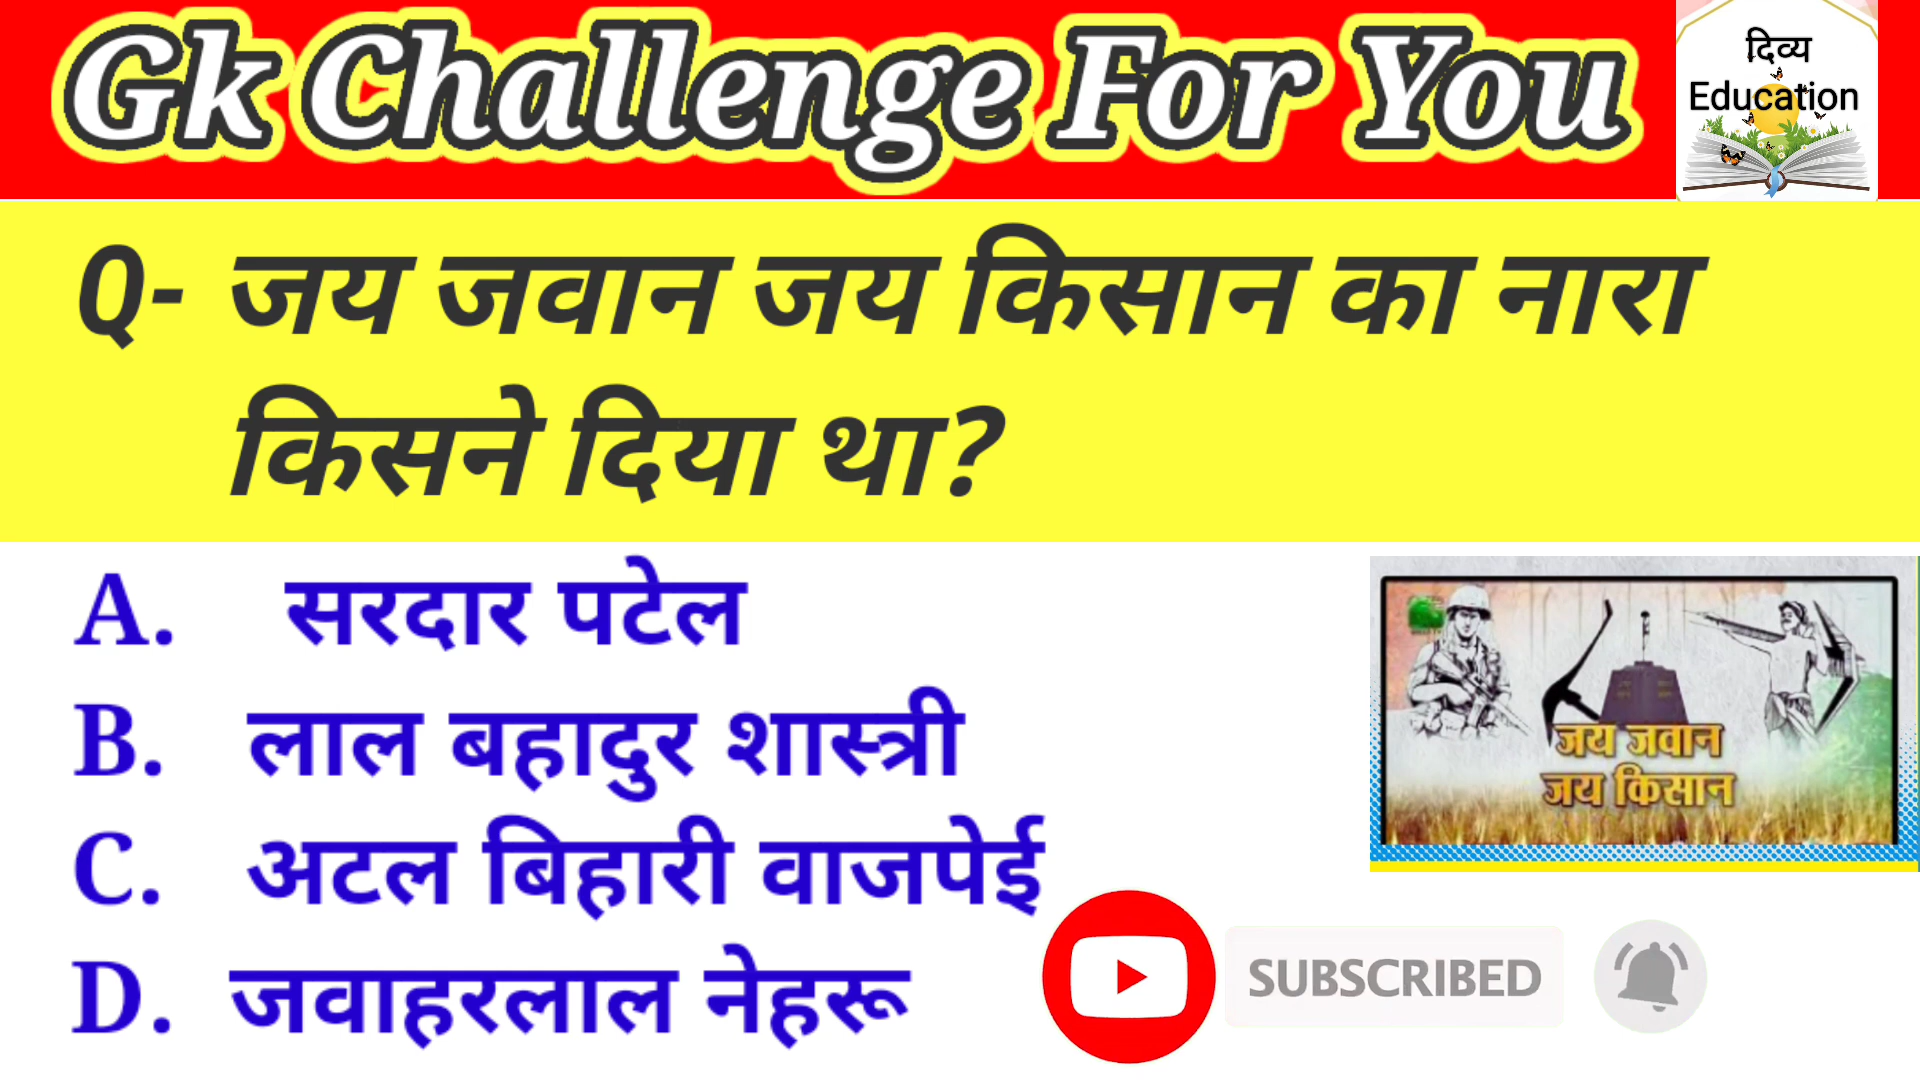 Gk Challenge For You
दिव्य
Education
Q- जय जवान जय किसान का नारा
किसने दिया था?
A. सरदार पटेल
B. लाल बहादुर शास्त्री
C. अटल बिहारी वाजपेई
D. जवाहरलाल नेहरू
जय जवान
जय किसान
SUBSCRIBED